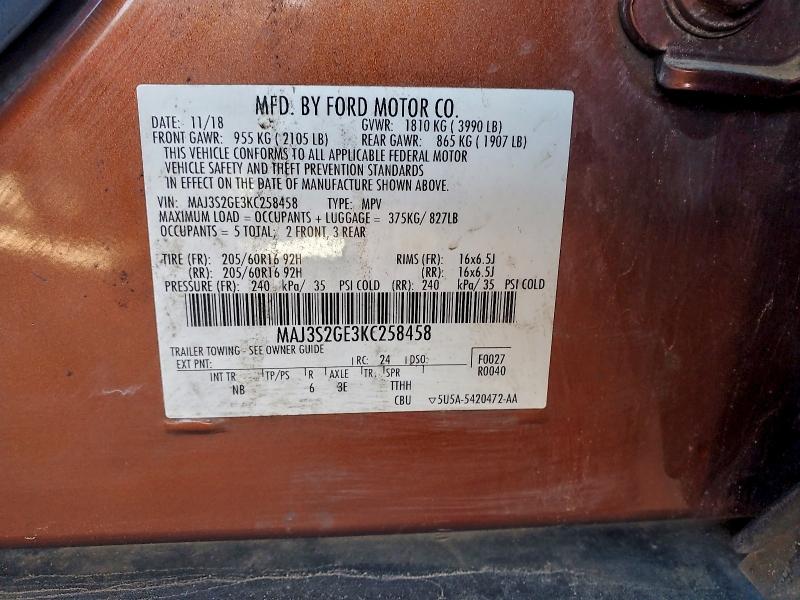 MFD. BY FORD MOTOR CO.
DATE: 11/18 GVWR: 1810 KG ( 3990 LB)
FRONT GAWR: 955 KG ( 2105 LB) REAR GAWR: 865 KG ( 1907 LB)
THIS VEHICLE CONFORMS TO ALL APPLICABLE FEDERAL MOTOR
VEHICLE SAFETY AND THEFT PREVENTION STANDARDS
IN EFFECT ON THE DATE OF MANUFACTURE SHOWN ABOVE.
VIN: MAJ3S2GE3KC258458 TYPE: MPV
MAXIMUM LOAD = OCCUPANTS + LUGGAGE = 375KG/ 827LB
OCCUPANTS = 5 TOTAL; 2 FRONT, 3 REAR
TIRE (FR): 205/60R16 92H RIMS (FR): 16x6.5J
(RR): 205/60R16 92H (RR): 16x6.5J
PRESSURE (FR): 240 kPa/ 35 PSI COLD (RR): 240 kPa/ 35 PSI COLD
MAJ3S2GE3KC258458
TRAILER TOWING - SEE OWNER GUIDE
EXT PNT: RC: 24 DSO: F0027
R0040
INT TR TP/PS R AXLE TR. SPR
NB 6 3E TTHH
CBU ▽5U5A-5420472-AA